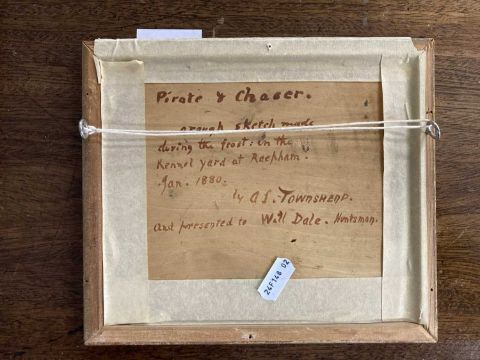 Pirate & Chaser.
a rough sketch made
during the frost: in the
Kennel yard at Reepham.
Jan. 1880.
by A.S. TOWNSHEND.
And presented to Will Dale. Huntsman.
24F148 02